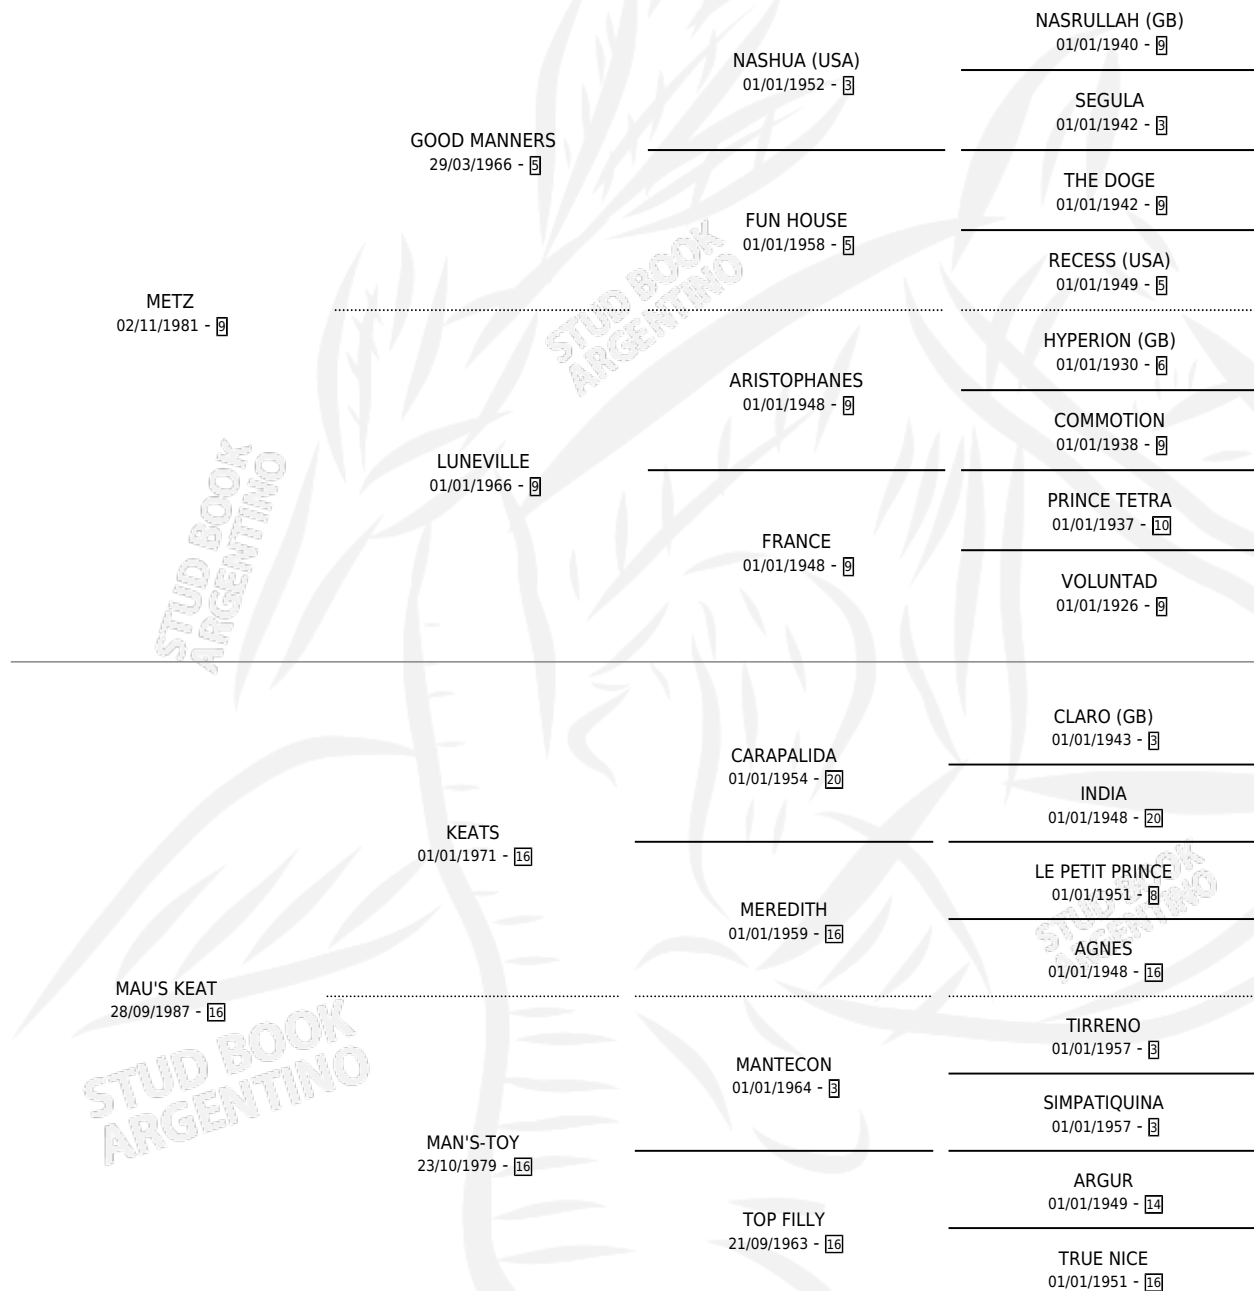 NASRULLAH (GB)
01/01/1940 - 9
NASHUA (USA)
01/01/1952 - 3
SEGULA
01/01/1942 - 3
GOOD MANNERS
29/03/1966 - 5
THE DOGE
01/01/1942 - 9
FUN HOUSE
01/01/1958 - 5
RECESS (USA)
01/01/1949 - 5
METZ
02/11/1981 - 9
HYPERION (GB)
01/01/1930 - 6
ARISTOPHANES
01/01/1948 - 9
COMMOTION
01/01/1938 - 9
LUNEVILLE
01/01/1966 - 9
PRINCE TETRA
01/01/1937 - 10
FRANCE
01/01/1948 - 9
VOLUNTAD
01/01/1926 - 9
CLARO (GB)
01/01/1943 - 3
CARAPALIDA
01/01/1954 - 20
INDIA
01/01/1948 - 20
KEATS
01/01/1971 - 16
LE PETIT PRINCE
01/01/1951 - 8
MEREDITH
01/01/1959 - 16
AGNES
01/01/1948 - 16
MAU'S KEAT
28/09/1987 - 16
TIRRENO
01/01/1957 - 3
MANTECON
01/01/1964 - 3
SIMPATIQUINA
01/01/1957 - 3
MAN'S-TOY
23/10/1979 - 16
ARGUR
01/01/1949 - 14
TOP FILLY
21/09/1963 - 16
TRUE NICE
01/01/1951 - 16
STUD BOOK
ARGENTINO
STUD BOOK
ARGENTINO
STUD BOOK
ARGENTINO
STUD BOOK
ARGENTINO